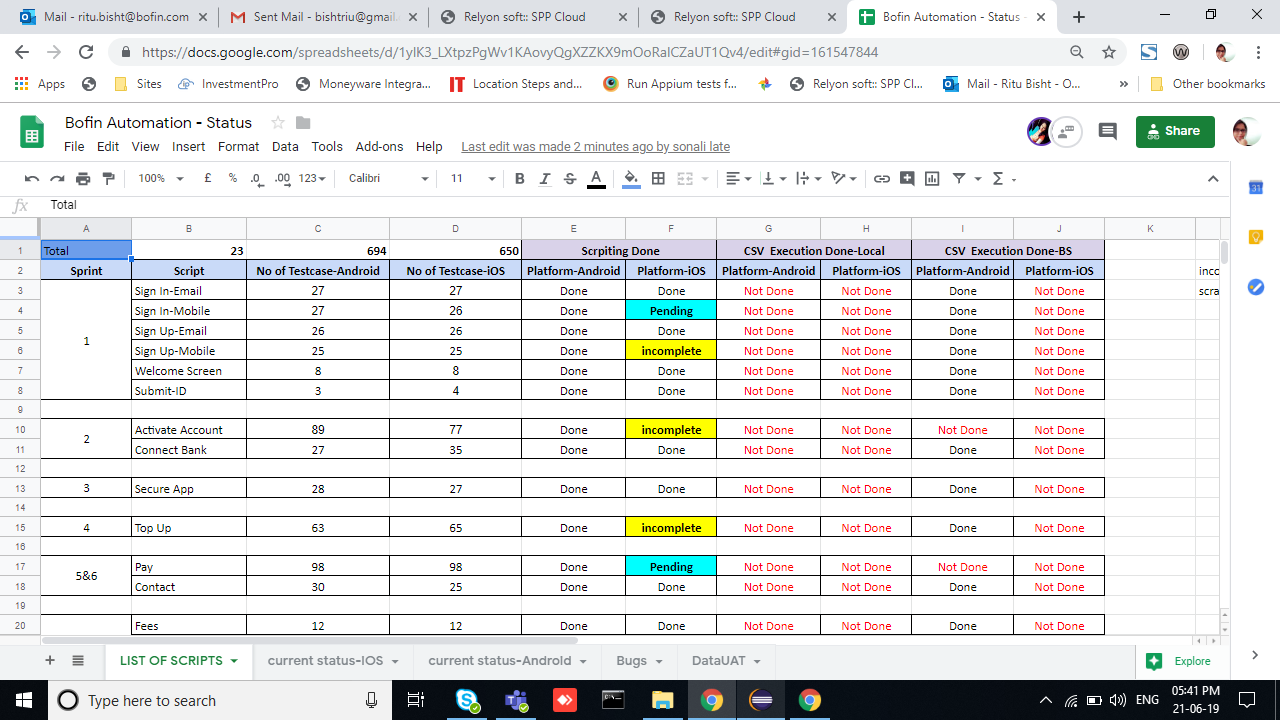 Mail - ritu.bisht@bofin.com
Sent Mail - bishtriu@gmail.
Relyon soft:: SPP Cloud
Relyon soft:: SPP Cloud
Bofin Automation - Status -
https://docs.google.com/spreadsheets/d/1ylK3_LXtpzPgWv1KAovyQgXZZKX9mOoRaICZaUT1Qv4/edit#gid=161547844
Apps
Sites
InvestmentPro
Moneyware Integra...
Location Steps and...
Run Appium tests f...
Relyon soft:: SPP Cl...
Mail - Ritu Bisht - O...
»
Other bookmarks
Bofin Automation - Status
File Edit View Insert Format Data Tools Add-ons Help Last edit was made 2 minutes ago by sonali late
Share
100% £ % .0 .00 123 Calibri 11 B I S A
fx Total
A B C D E F G H I J K
1 Total 23 694 650 Scrpiting Done CSV Execution Done-Local CSV Execution Done-BS
2 Sprint Script No of Testcase-Android No of Testcase-iOS Platform-Android Platform-iOS Platform-Android Platform-iOS Platform-Android Platform-iOS incc
3 Sign In-Email 27 27 Done Done Not Done Not Done Done Not Done scra
4 Sign In-Mobile 27 26 Done Pending Not Done Not Done Done Not Done
5 1 Sign Up-Email 26 26 Done Done Not Done Not Done Done Not Done
6 Sign Up-Mobile 25 25 Done incomplete Not Done Not Done Done Not Done
7 Welcome Screen 8 8 Done Done Not Done Not Done Done Not Done
8 Submit-ID 3 4 Done Done Not Done Not Done Done Not Done
9
10 2 Activate Account 89 77 Done incomplete Not Done Not Done Not Done Not Done
11 Connect Bank 27 35 Done Done Not Done Not Done Done Not Done
12
13 3 Secure App 28 27 Done Done Not Done Not Done Done Not Done
14
15 4 Top Up 63 65 Done incomplete Not Done Not Done Done Not Done
16
17 5&6 Pay 98 98 Done Pending Not Done Not Done Not Done Not Done
18 Contact 30 25 Done Done Not Done Not Done Done Not Done
19
20 Fees 12 12 Done Done Not Done Not Done Done Not Done
LIST OF SCRIPTS current status-IOS current status-Android Bugs DataUAT Explore
Type here to search
ENG
05:41 PM
21-06-19